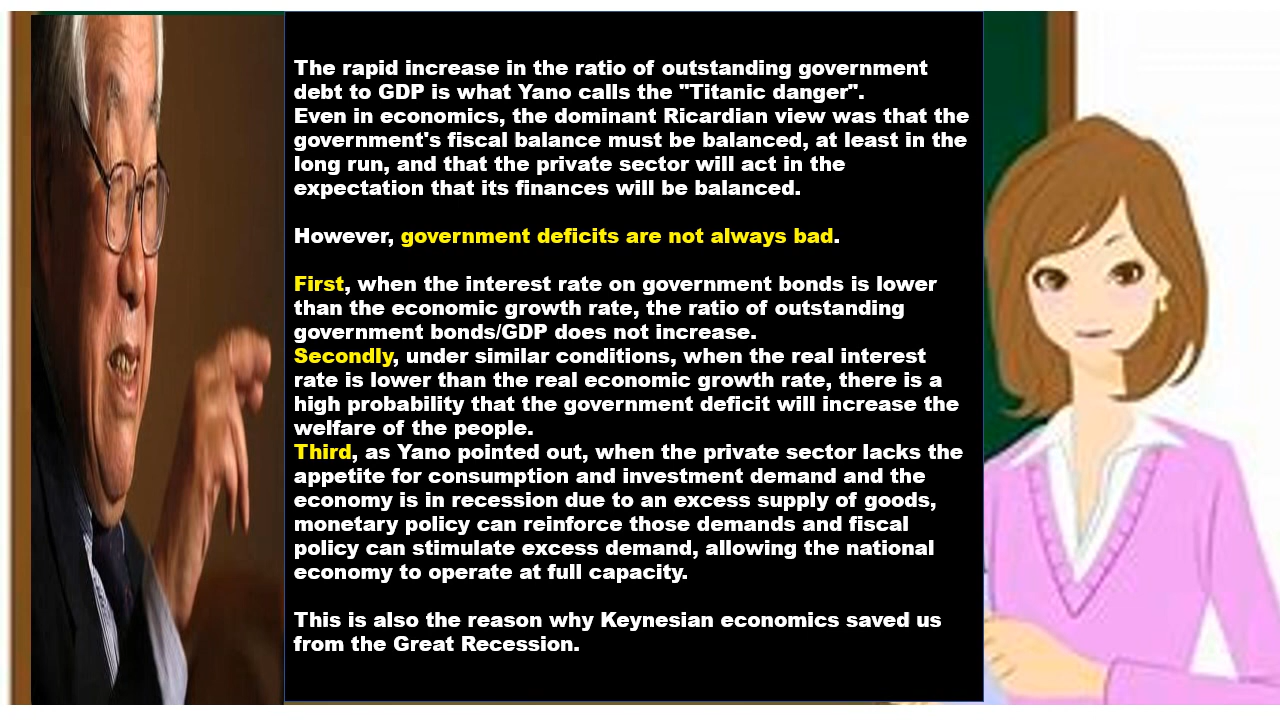 The rapid increase in the ratio of outstanding government
debt to GDP is what Yano calls the "Titanic danger".
Even in economics, the dominant Ricardian view was that the
government's fiscal balance must be balanced, at least in the
long run, and that the private sector will act in the
expectation that its finances will be balanced.
However, government deficits are not always bad.
First, when the interest rate on government bonds is lower
than the economic growth rate, the ratio of outstanding
government bonds/GDP does not increase.
Secondly, under similar conditions, when the real interest
rate is lower than the real economic growth rate, there is a
high probability that the government deficit will increase the
welfare of the people.
Third, as Yano pointed out, when the private sector lacks the
appetite for consumption and investment demand and the
economy is in recession due to an excess supply of goods,
monetary policy can reinforce those demands and fiscal
policy can stimulate excess demand, allowing the national
economy to operate at full capacity.
This is also the reason why Keynesian economics saved us
from the Great Recession.